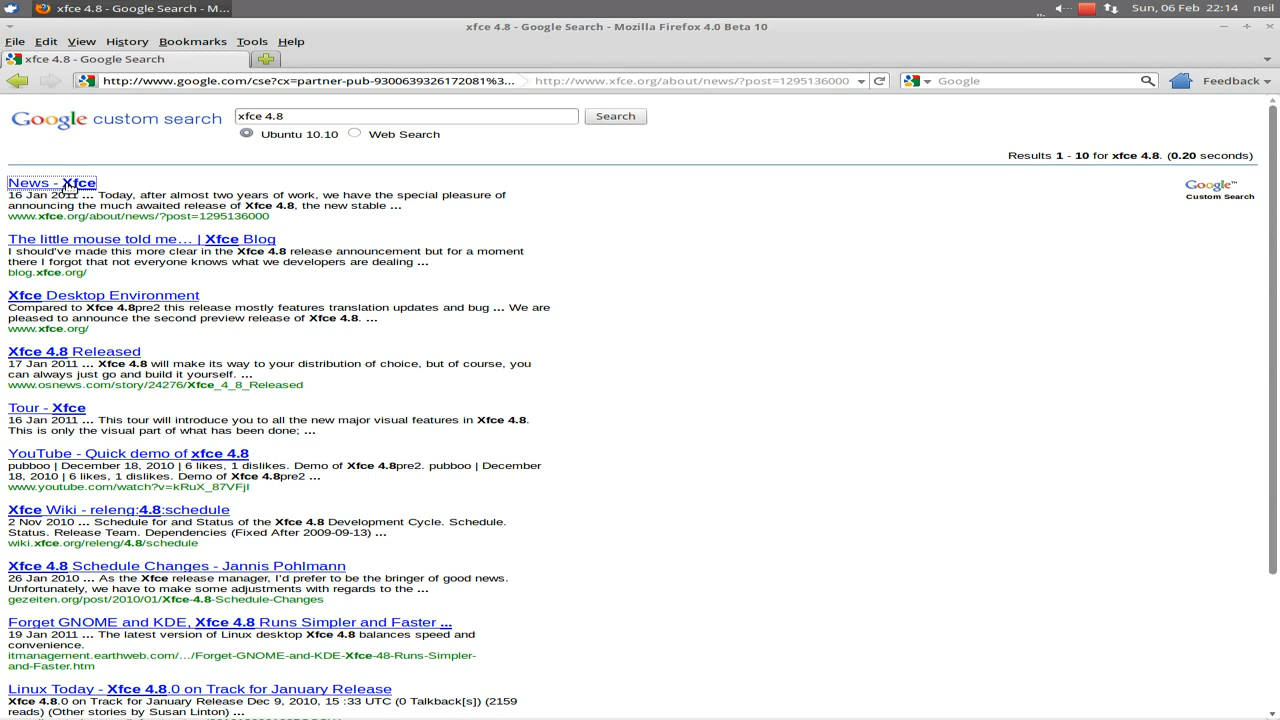 xfce 4.8 - Google Search - M...
Sun, 06 Feb 22:14 neil
xfce 4.8 - Google Search - Mozilla Firefox 4.0 Beta 10
File Edit View History Bookmarks Tools Help
xfce 4.8 - Google Search
http://www.google.com/cse?cx=partner-pub-9300639326172081%3... http://www.xfce.org/about/news/?post=1295136000 Google Feedback
Google custom search xfce 4.8 Search
Ubuntu 10.10 Web Search
Results 1 - 10 for xfce 4.8. (0.20 seconds)
News - Xfce
16 Jan 2011 ... Today, after almost two years of work, we have the special pleasure of
announcing the much awaited release of Xfce 4.8, the new stable ...
www.xfce.org/about/news/?post=1295136000
Google™
Custom Search
The little mouse told me… | Xfce Blog
I should've made this more clear in the Xfce 4.8 release announcement but for a moment
there I forgot that not everyone knows what we developers are dealing ...
blog.xfce.org/
Xfce Desktop Environment
Compared to Xfce 4.8pre2 this release mostly features translation updates and bug ... We are
pleased to announce the second preview release of Xfce 4.8. ...
www.xfce.org/
Xfce 4.8 Released
17 Jan 2011 ... Xfce 4.8 will make its way to your distribution of choice, but of course, you
can always just go and build it yourself. ...
www.osnews.com/story/24276/Xfce_4_8_Released
Tour - Xfce
16 Jan 2011 ... This tour will introduce you to all the new major visual features in Xfce 4.8.
This is only the visual part of what has been done; ...
YouTube - Quick demo of xfce 4.8
pubboo | December 18, 2010 | 6 likes, 1 dislikes. Demo of Xfce 4.8pre2. pubboo | December
18, 2010 | 6 likes, 1 dislikes. Demo of Xfce 4.8pre2 ...
www.youtube.com/watch?v=kRuX_87VFjI
Xfce Wiki - releng:4.8:schedule
2 Nov 2010 ... Schedule for and Status of the Xfce 4.8 Development Cycle. Schedule.
Status. Release Team. Dependencies (Fixed After 2009-09-13) ...
wiki.xfce.org/releng/4.8/schedule
Xfce 4.8 Schedule Changes - Jannis Pohlmann
26 Jan 2010 ... As the Xfce release manager, I'd prefer to be the bringer of good news.
Unfortunately, we have to make some adjustments with regards to the ...
gezeiten.org/post/2010/01/Xfce-4.8-Schedule-Changes
Forget GNOME and KDE, Xfce 4.8 Runs Simpler and Faster ...
19 Jan 2011 ... The latest version of Linux desktop Xfce 4.8 balances speed and
convenience.
itmanagement.earthweb.com/.../Forget-GNOME-and-KDE-Xfce-48-Runs-Simpler-
and-Faster.htm
Linux Today - Xfce 4.8.0 on Track for January Release
Xfce 4.8.0 on Track for January Release Dec 9, 2010, 15 :33 UTC (0 Talkback[s]) (2159
reads) (Other stories by Susan Linton) ...